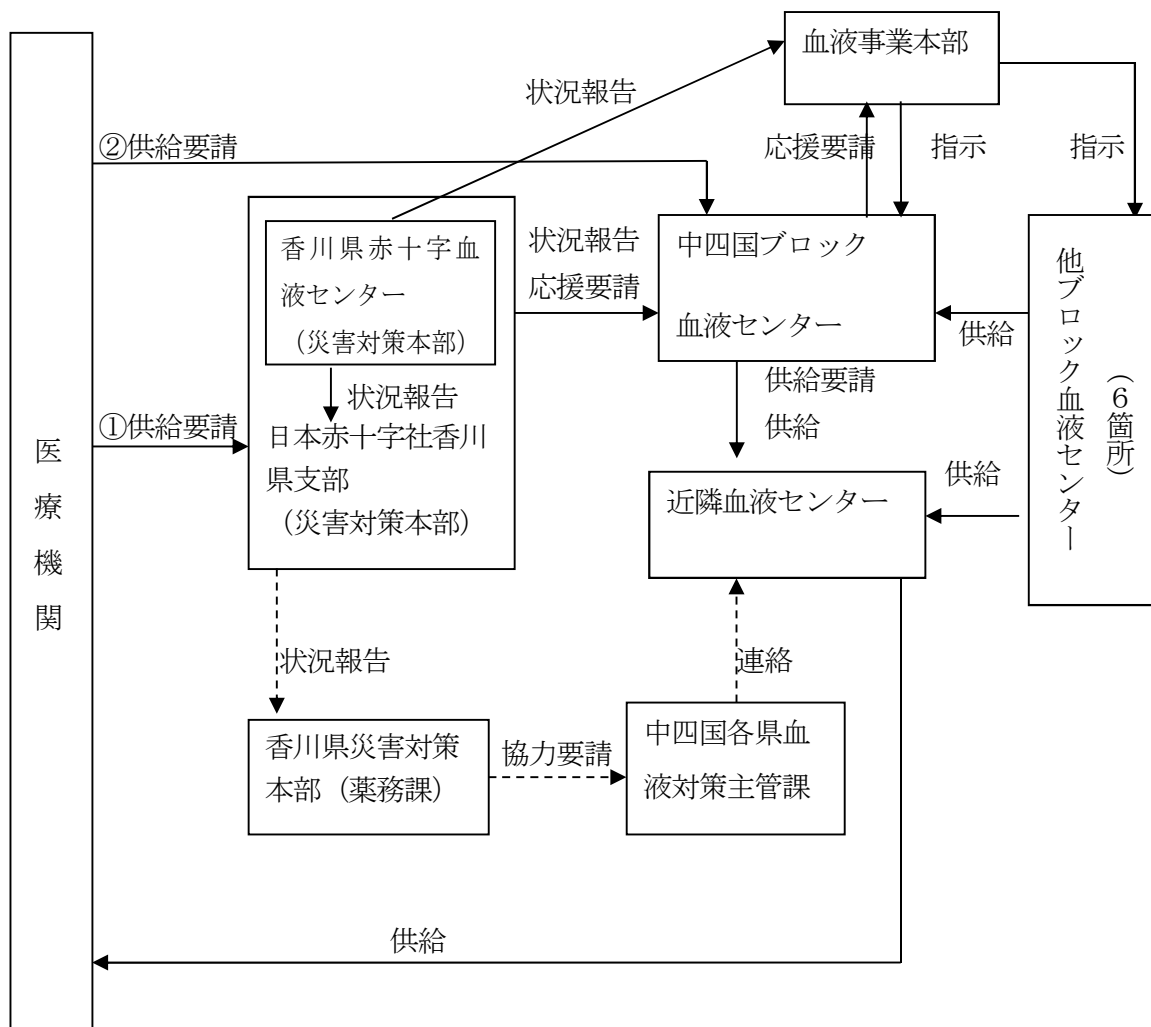 血液事業本部
状況報告
②供給要請
応援要請
指示
指示
香川県赤十字血
液センター
（災害対策本部）
状況報告
応援要請
中四国ブロック
血液センター
他ブロック血液センター
（６箇所）
供給
状況報告
供給要請
供給
①供給要請
日本赤十字社香川
県支部
（災害対策本部）
近隣血液センター
供給
医療機関
状況報告
連絡
香川県災害対策
本部（薬務課）
協力要請
中四国各県血
液対策主管課
供給